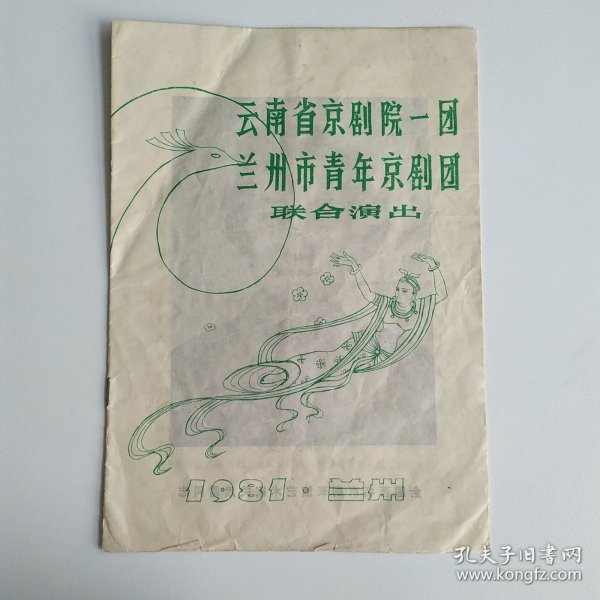 云南省京剧院一团
兰州市青年京剧团
联合演出
1981·兰州
孔夫子旧书网
www.kongfz.com